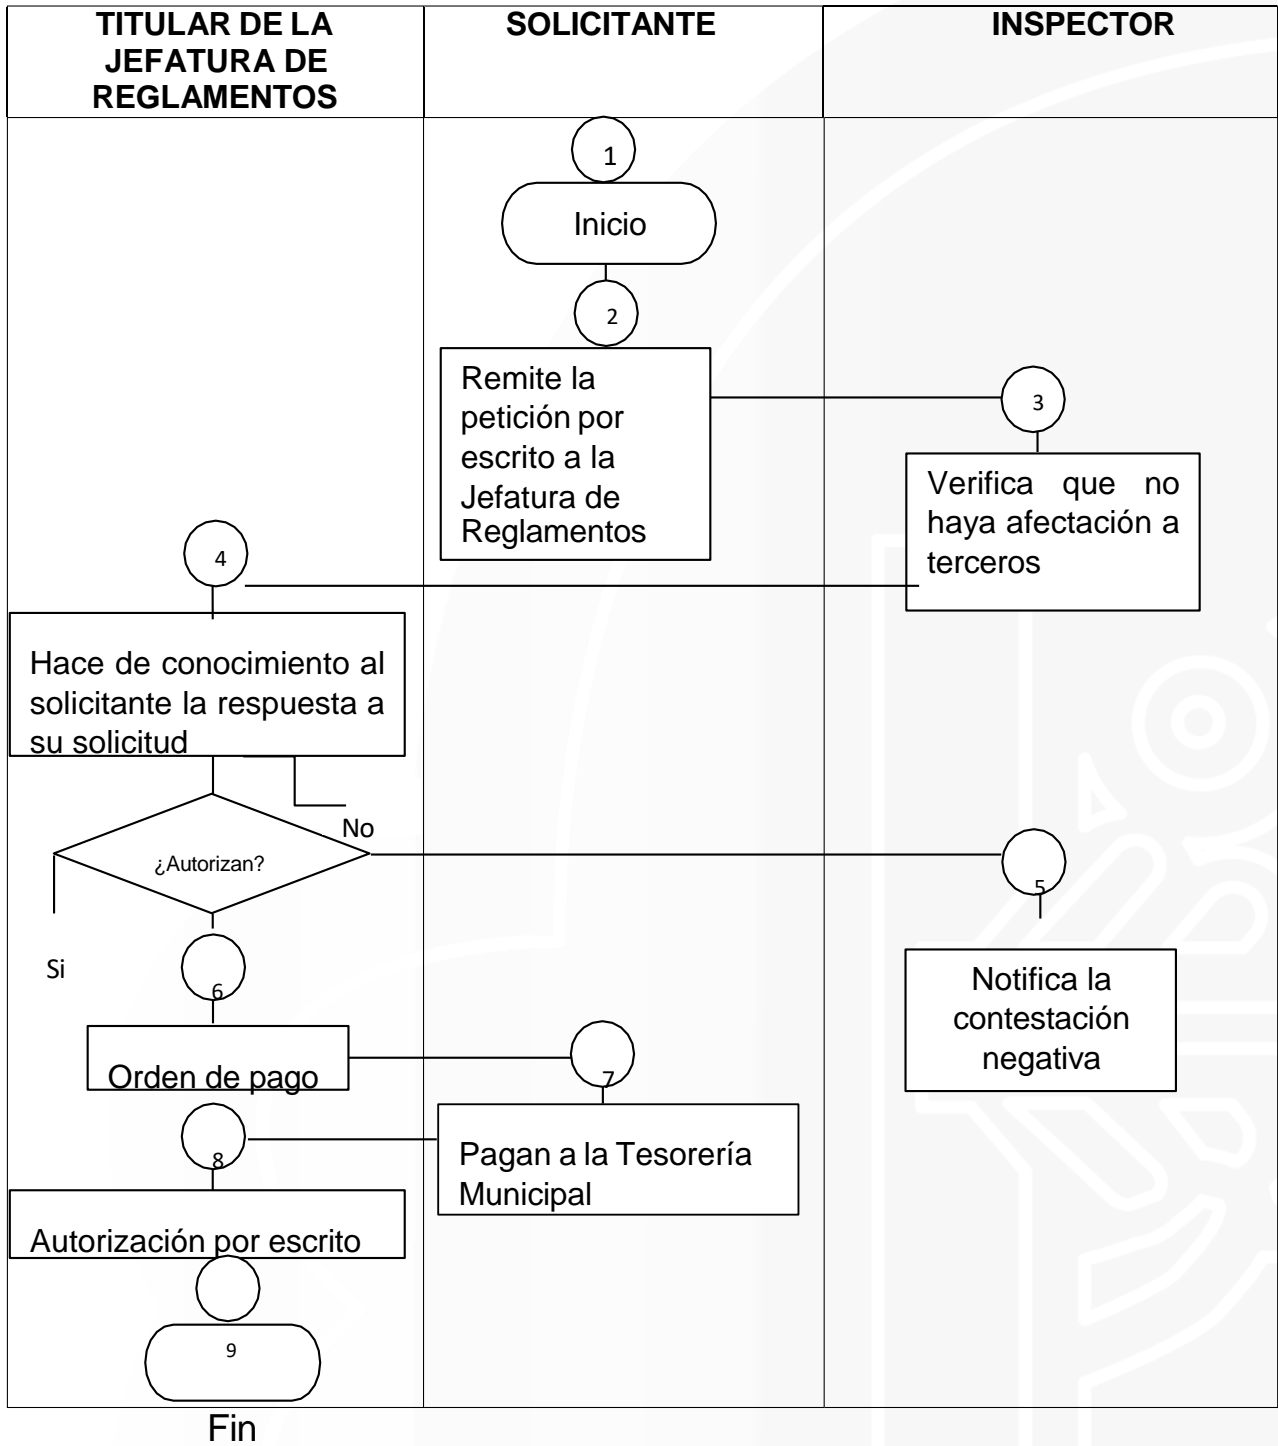 TITULAR DE LA
JEFATURA DE
REGLAMENTOS
SOLICITANTE
INSPECTOR
1
Inicio
2
Remite la
petición por
escrito a la
Jefatura de
Reglamentos
3
Verifica que no
haya afectación a
terceros
4
Hace de conocimiento al
solicitante la respuesta a
su solicitud
No
¿Autorizan?
5
Si
6
Notifica la
contestación
negativa
Orden de pago
7
8
Pagan a la Tesorería
Municipal
Autorización por escrito
9
Fin